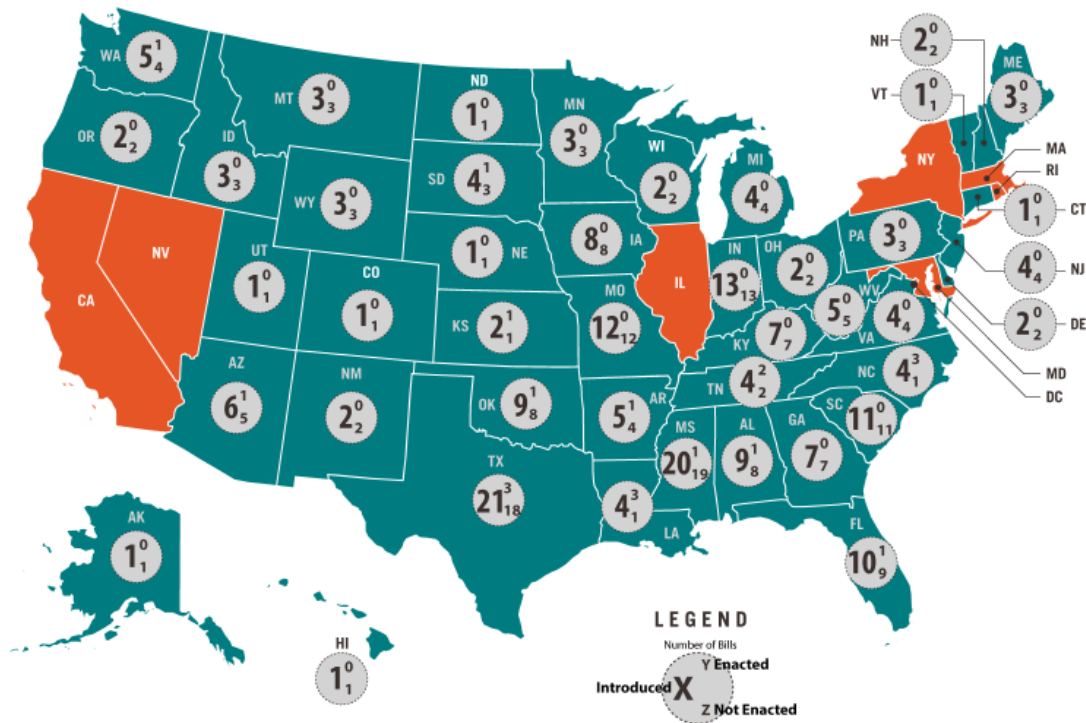 WA 5 1 4
OR 2 0 2
CA
NV
ID 3 0 3
MT 3 0 3
WY 3 0 3
UT 1 0 1
CO 1 0 1
AZ 6 1 5
NM 2 0 2
ND 1 0 1
SD 4 1 3
NE 1 0 1
KS 2 1 1
OK 9 1 8
TX 21 3 18
MN 3 0 3
IA 8 0 8
MO 12 0 12
AR 5 1 4
LA 4 3 1
WI 2 0 2
IL
MI 4 0 4
IN 13 0 13
OH 2 0 2
KY 7 0 7
TN 4 2 2
MS 20 1 19
AL 9 1 8
GA 7 0 7
FL 10 1 9
SC 11 0 11
NC 4 3 1
VA 4 0 4
WV 5 0 5
PA 3 0 3
NY
NH 2 0 2
VT 1 0 1
ME 3 0 3
MA
RI
CT 1 0 1
NJ 4 0 4
DE 2 0 2
MD
DC
AK 1 0 1
HI 1 0 1
LEGEND
Number of Bills
Y Enacted
Introduced X
Z Not Enacted